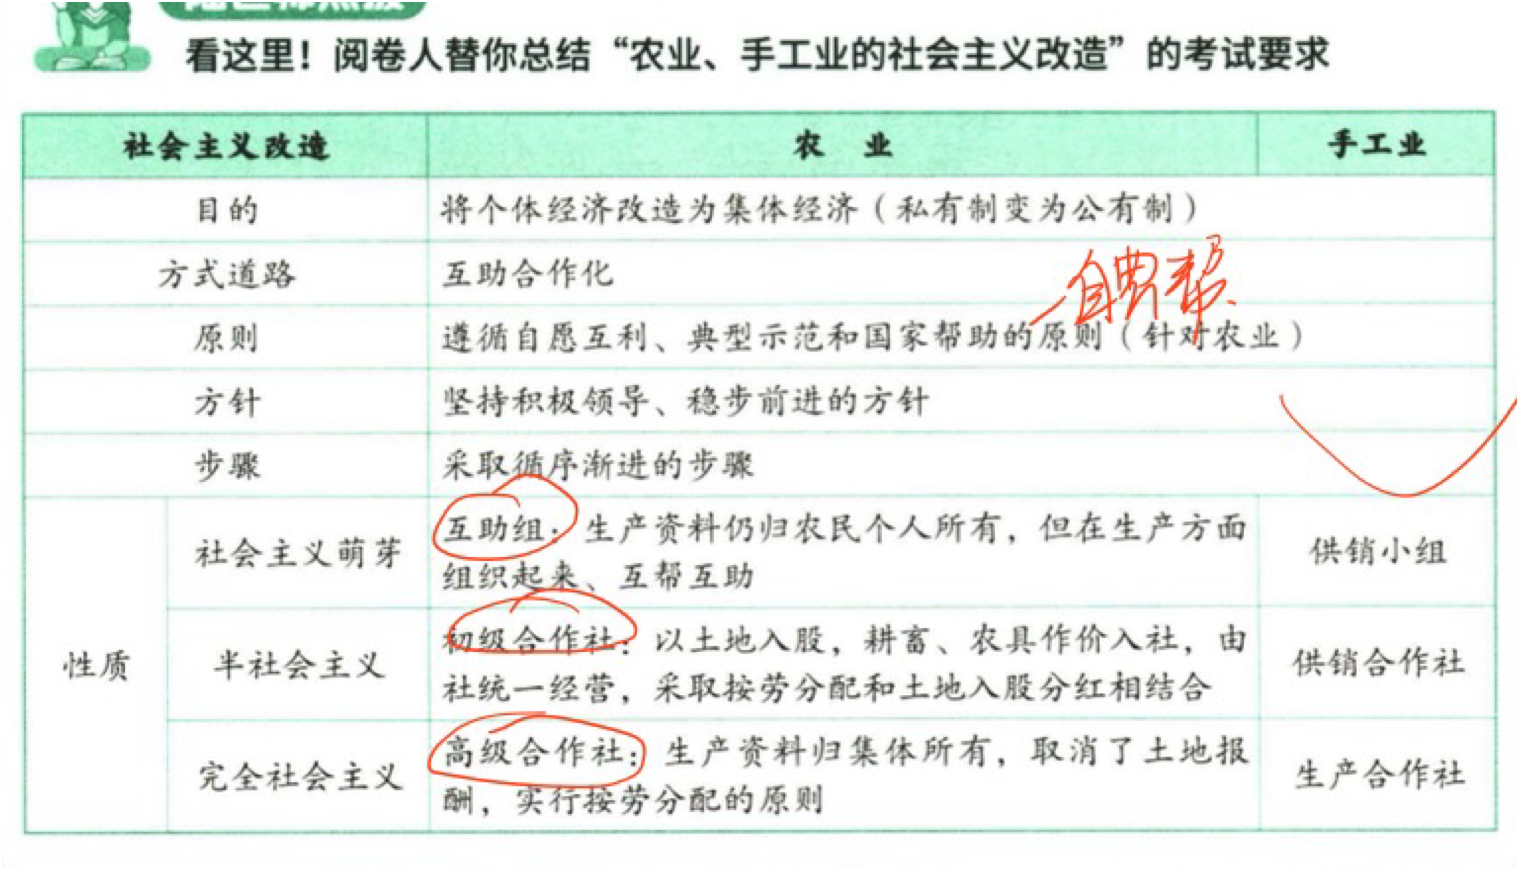 看这里！阅卷人替你总结“农业、手工业的社会主义改造”的考试要求
社会主义改造 农业 手工业
目的 将个体经济改造为集体经济（私有制变为公有制）
方式道路 互助合作化
自典帮
原则 遵循自愿互利、典型示范和国家帮助的原则（针对农业）
方针 坚持积极领导、稳步前进的方针
步骤 采取循序渐进的步骤
性质
社会主义萌芽 互助组：生产资料仍归农民个人所有，但在生产方面
组织起来、互帮互助
供销小组
半社会主义 初级合作社：以土地入股，耕畜、农具作价入社，由
社统一经营，采取按劳分配和土地入股分红相结合
供销合作社
完全社会主义 高级合作社：生产资料归集体所有，取消了土地报
酬，实行按劳分配的原则
生产合作社